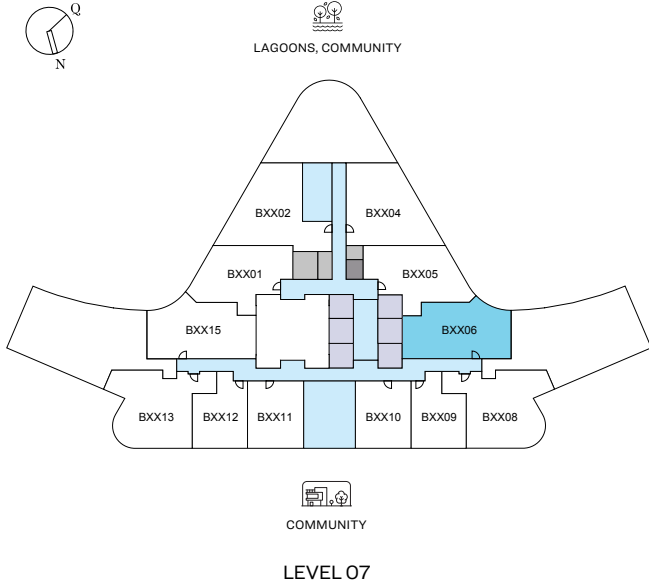 Q
N
LAGOONS, COMMUNITY
BXX02
BXX04
BXX01
BXX05
BXX15
BXX06
BXX13
BXX12
BXX11
BXX10
BXX09
BXX08
COMMUNITY
LEVEL 07